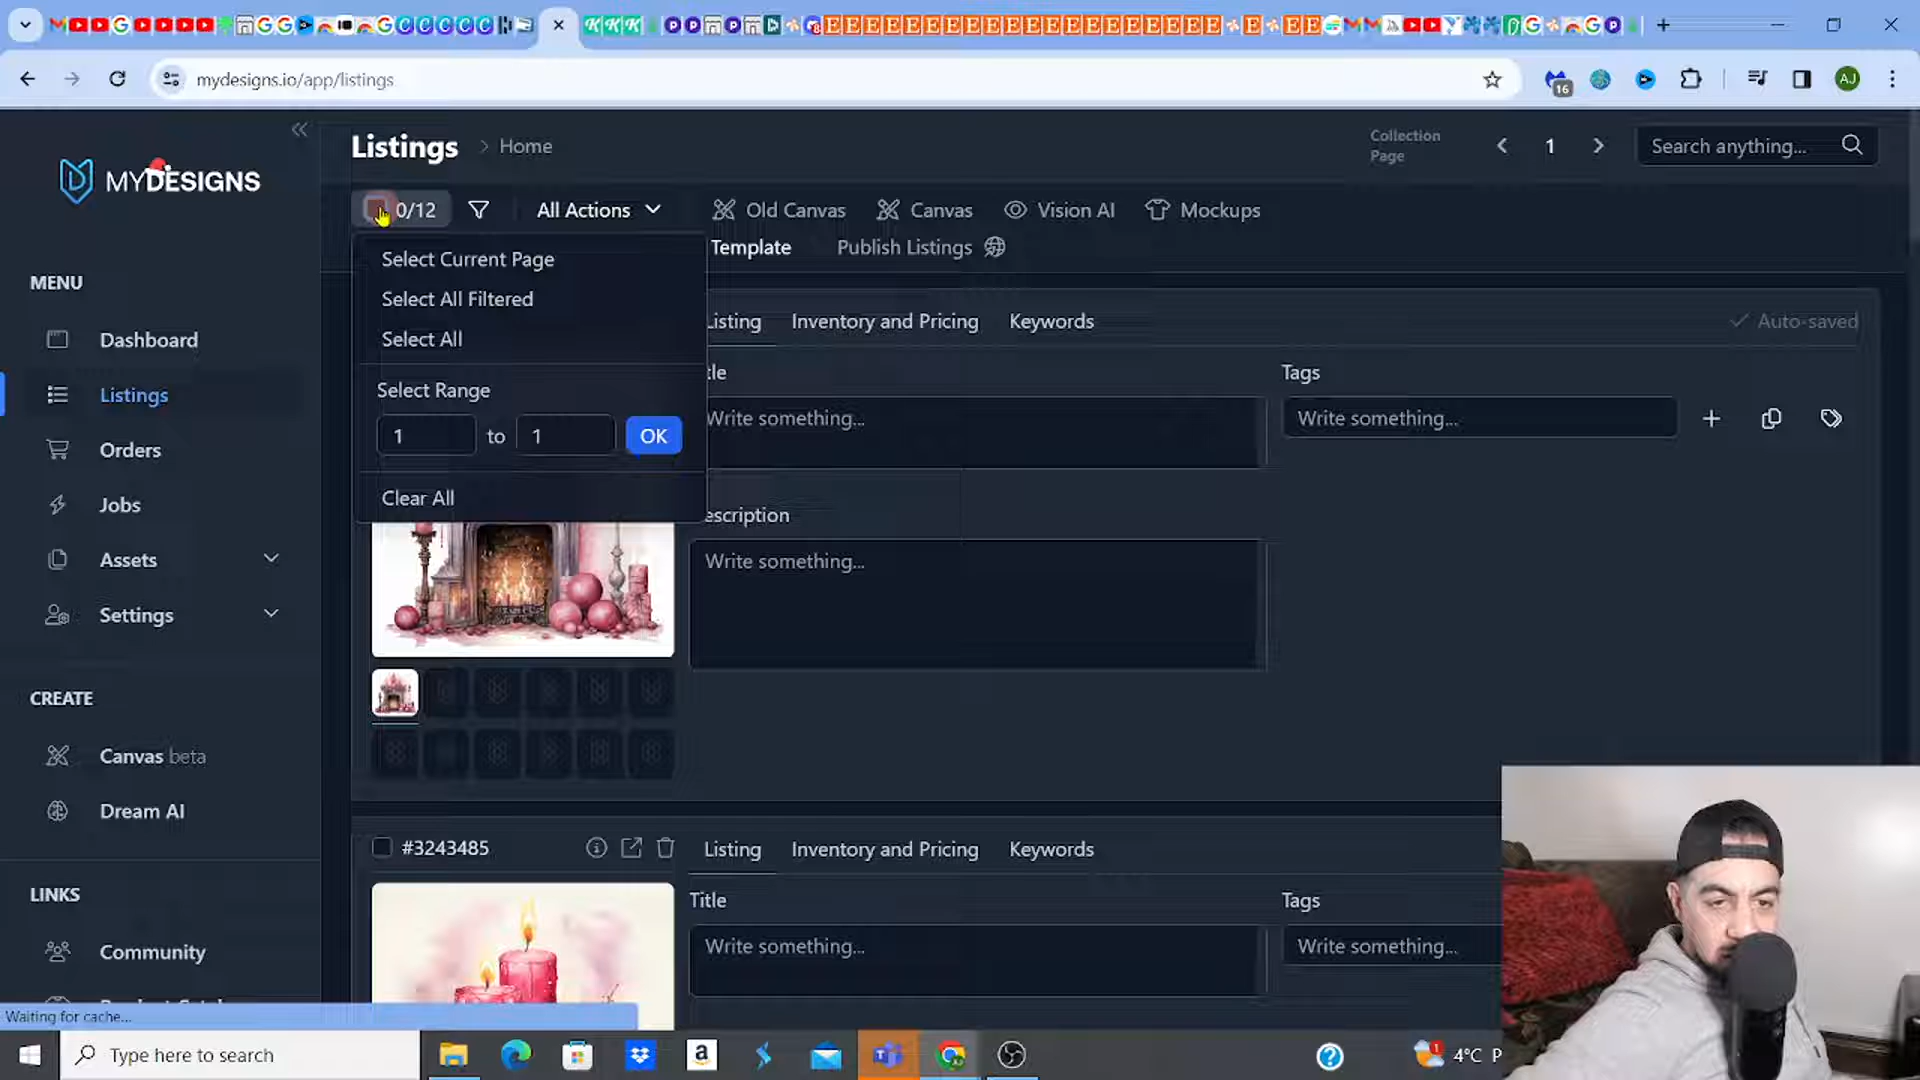 mydesigns.io/app/listings
16
AJ
MYDESIGNS
Listings > Home
Collection Page
1
Search anything...
0/12
All Actions
Old Canvas
Canvas
Vision AI
Mockups
Template
Publish Listings
Select Current Page
Select All Filtered
Select All
Select Range
1 to 1 OK
Clear All
MENU
Dashboard
Listings
Orders
Jobs
Assets
Settings
CREATE
Canvas beta
Dream AI
LINKS
Community
Listing
Inventory and Pricing
Keywords
Auto-saved
Tags
Write something...
Write something...
Write something...
#3243485
Listing
Inventory and Pricing
Keywords
Title
Tags
Write something...
Write something...
Waiting for cache...
Type here to search
4°C P